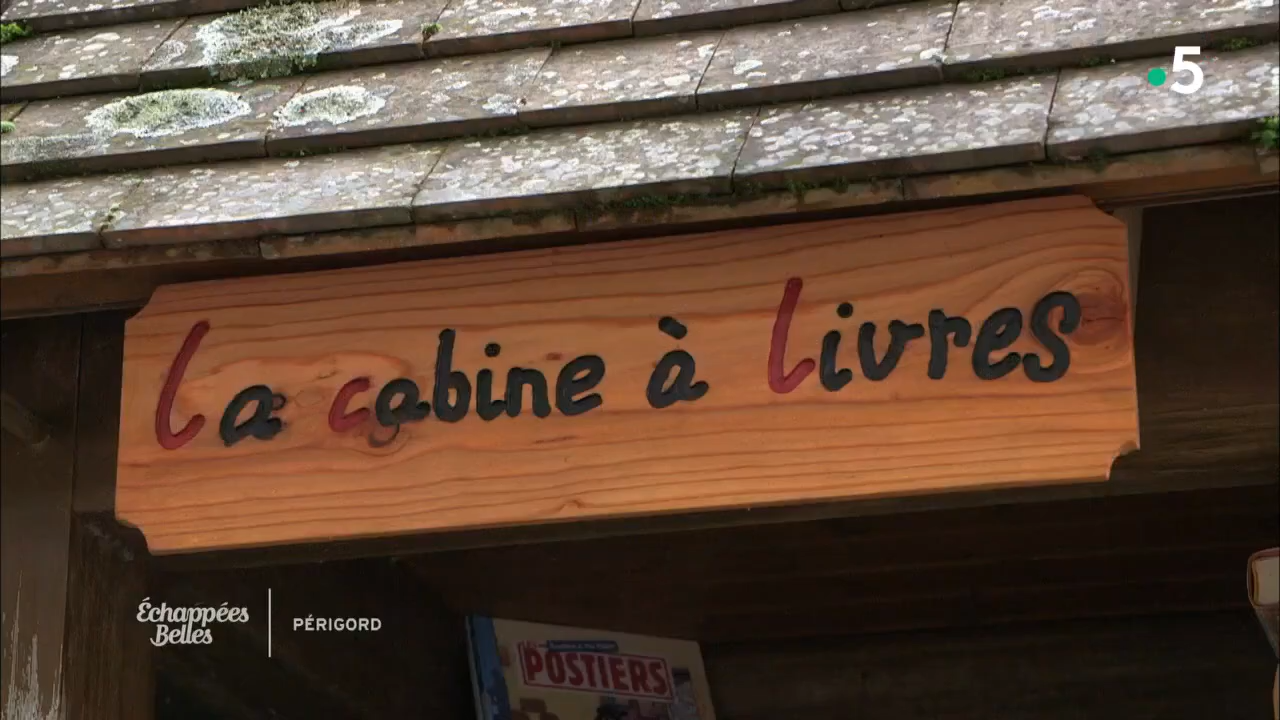 5
La cabine à Livres
Échappées
Belles
PÉRIGORD
POSTIERS